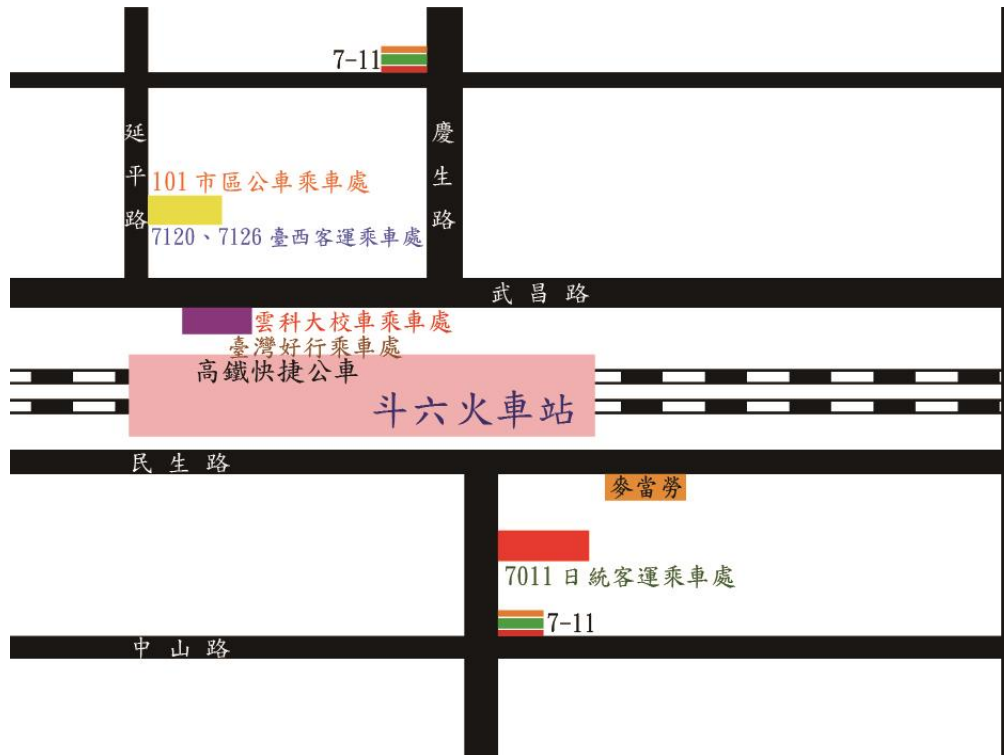 7-11
延平路
慶生路
101 市區公車乘車處
7120、7126 臺西客運乘車處
武昌路
雲科大校車乘車處
臺灣好行乘車處
高鐵快捷公車
斗六火車站
民生路
麥當勞
7011 日統客運乘車處
7-11
中山路